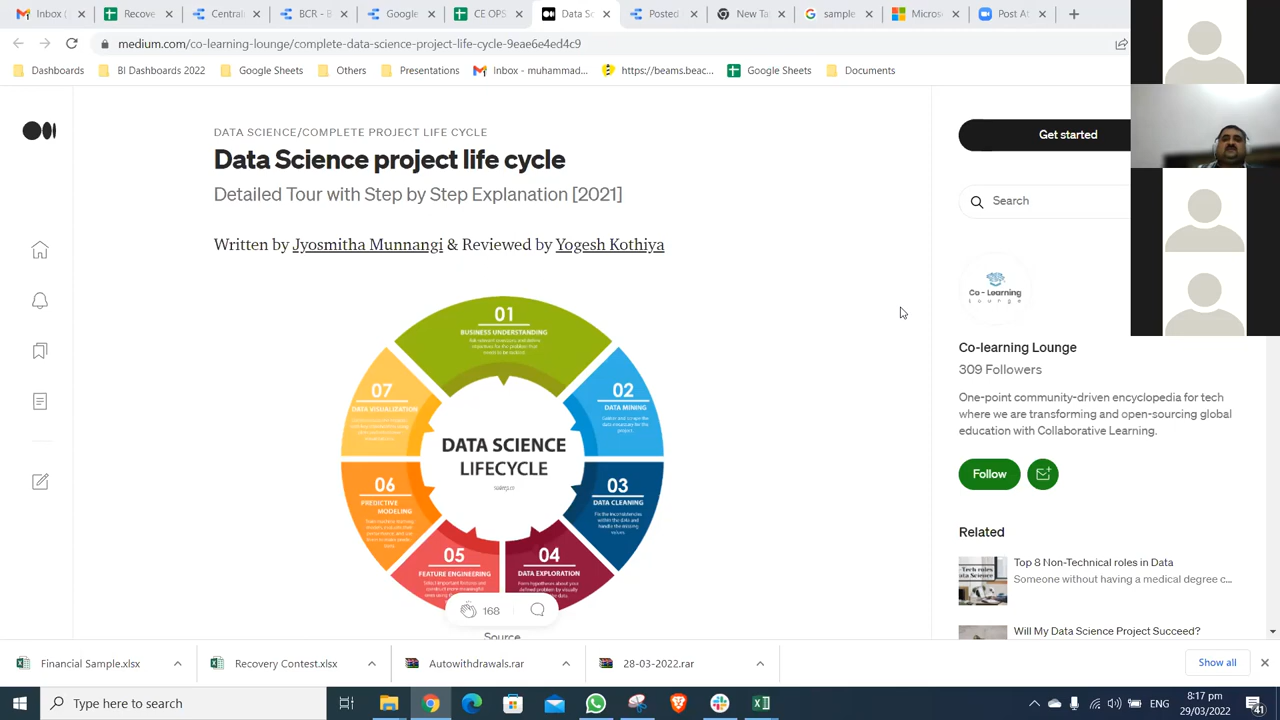 Inbox
Recove
BCR -
CE OPS
Data Sc
Posted
New Ta
sample
Micros
Post At
medium.com/co-learning-lounge/complete-data-science-project-life-cycle-9eae6e4ed4c9
Dashboards
BI Dashboards 2022
Google Sheets
Others
Presentations
Inbox - muhammad...
https://beams.beac...
Google Sheets
Documents
DATA SCIENCE/COMPLETE PROJECT LIFE CYCLE
Data Science project life cycle
Detailed Tour with Step by Step Explanation [2021]
Written by Jyosmitha Munnangi & Reviewed by Yogesh Kothiya
01
BUSINESS UNDERSTANDING
02
DATA MINING
03
DATA CLEANING
04
DATA EXPLORATION
05
FEATURE ENGINEERING
06
PREDICTIVE
MODELING
07
DATA VISUALIZATION
DATA SCIENCE
LIFECYCLE
168
Source
Get started
Search
Co-Learning
Lounge
Co-learning Lounge
309 Followers
One-point community-driven encyclopedia for tech
where we are transforming and open-sourcing global
education with Collaborative Learning.
Follow
Related
Top 8 Non-Technical roles in Data
Someone without having a technical degree c...
Will My Data Science Project Succeed?
Financial Sample.xlsx
Recovery Contest.xlsx
Autowithdrawals.rar
28-03-2022.rar
Show all
Type here to search
ENG
8:17 pm
29/03/2022
41